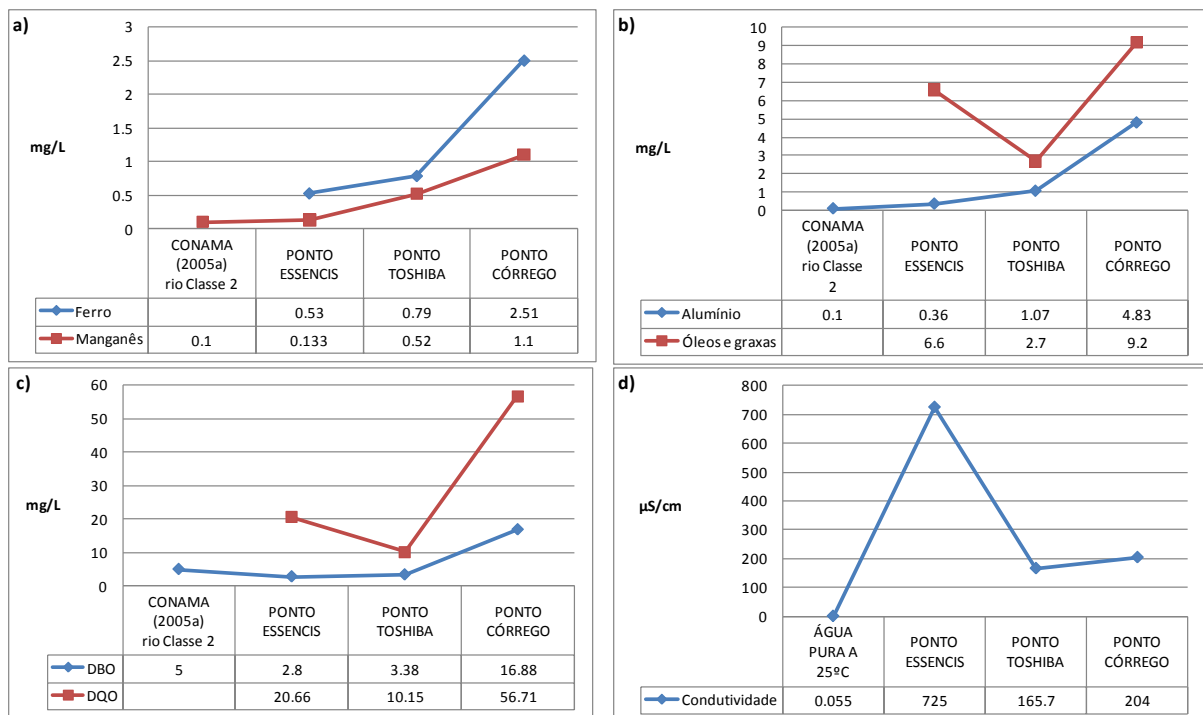 a)
3
2.5
2
1.5
1
0.5
0
mg/L
CONAMA (2005a) rio Classe 2
PONTO ESSENCIS
PONTO TOSHIBA
PONTO CÓRREGO
Ferro 0.53 0.79 2.51
Manganês 0.1 0.133 0.52 1.1
b)
10
9
8
7
6
5
4
3
2
1
0
mg/L
CONAMA (2005a) rio Classe 2
PONTO ESSENCIS
PONTO TOSHIBA
PONTO CÓRREGO
Alumínio 0.1 0.36 1.07 4.83
Óleos e graxas 6.6 2.7 9.2
c)
60
50
40
30
20
10
0
mg/L
CONAMA (2005a) rio Classe 2
PONTO ESSENCIS
PONTO TOSHIBA
PONTO CÓRREGO
DBO 5 2.8 3.38 16.88
DQO 20.66 10.15 56.71
d)
800
700
600
500
400
300
200
100
0
µS/cm
ÁGUA PURA A 25ºC
PONTO ESSENCIS
PONTO TOSHIBA
PONTO CÓRREGO
Condutividade 0.055 725 165.7 204